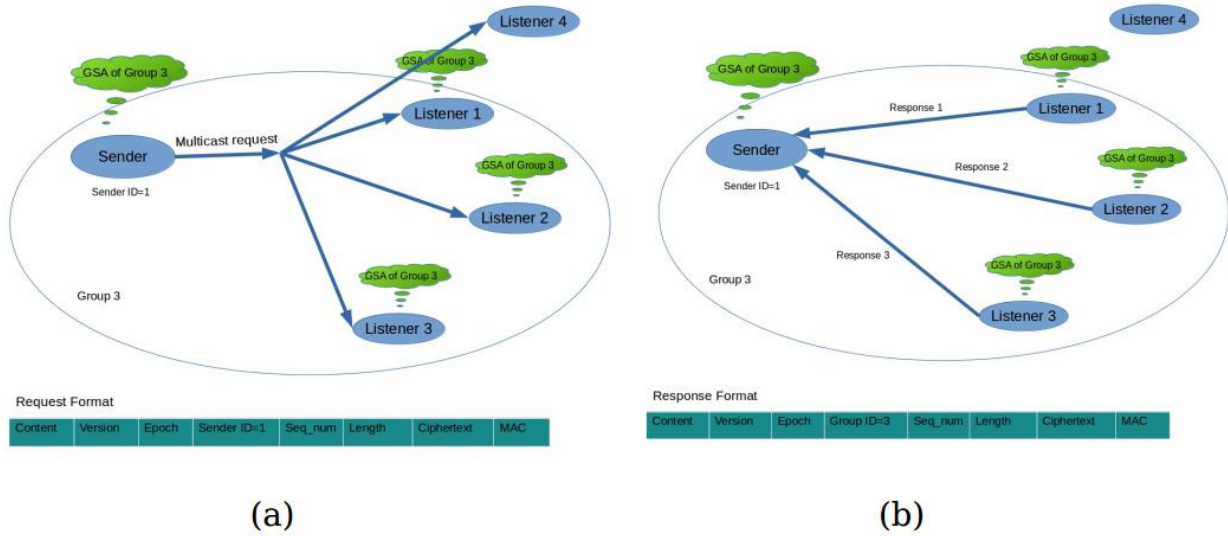 Listener 4
GSA of Group 3
GSA of Group 3
Listener 1
Multicast request
Sender
Sender ID=1
GSA of Group 3
Listener 2
GSA of Group 3
Group 3
Listener 3
Request Format
Content Version Epoch Sender ID=1 Seq_num Length Ciphertext MAC
(a)
Listener 4
GSA of Group 3
GSA of Group 3
Listener 1
Response 1
Sender
Sender ID=1
Response 2
GSA of Group 3
Listener 2
Response 3
GSA of Group 3
Group 3
Listener 3
Response Format
Content Version Epoch Group ID=3 Seq_num Length Ciphertext MAC
(b)